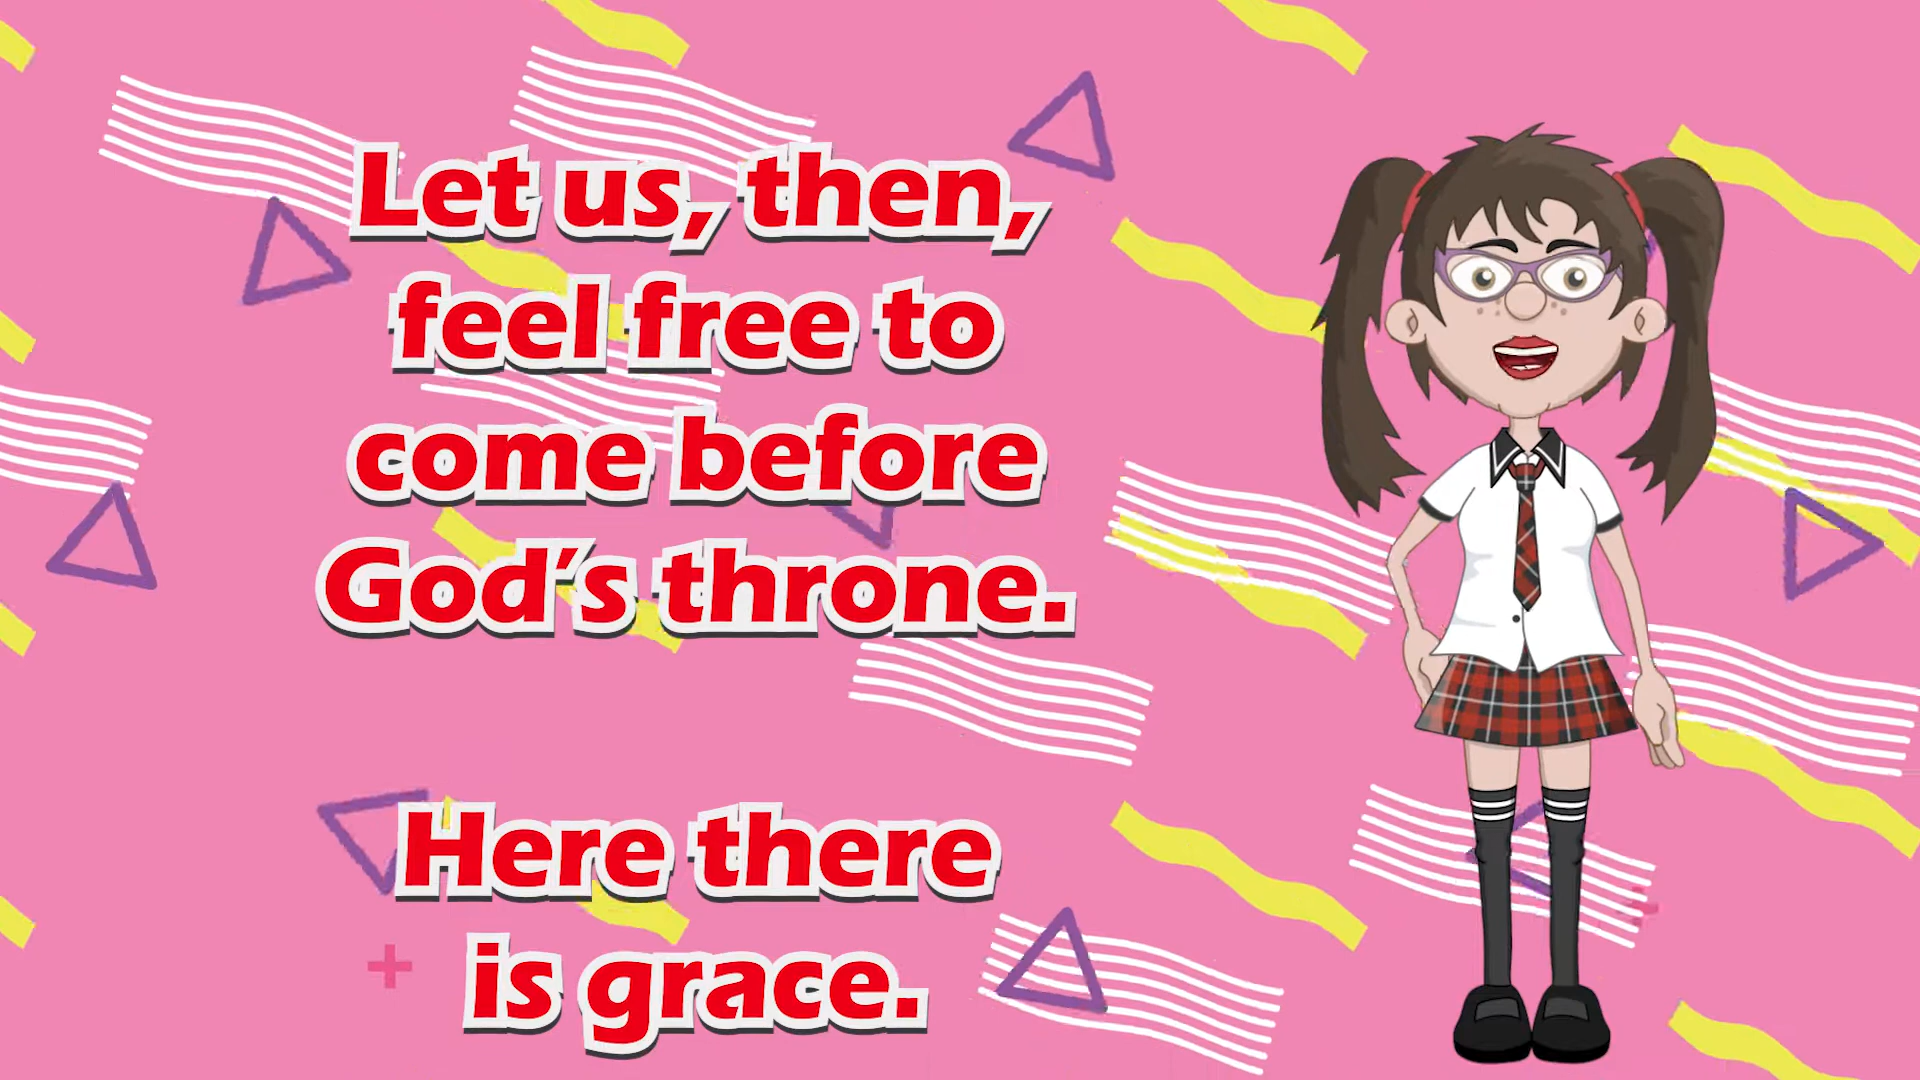 Let us, then,
feel free to
come before
God's throne.
Here there
is grace.